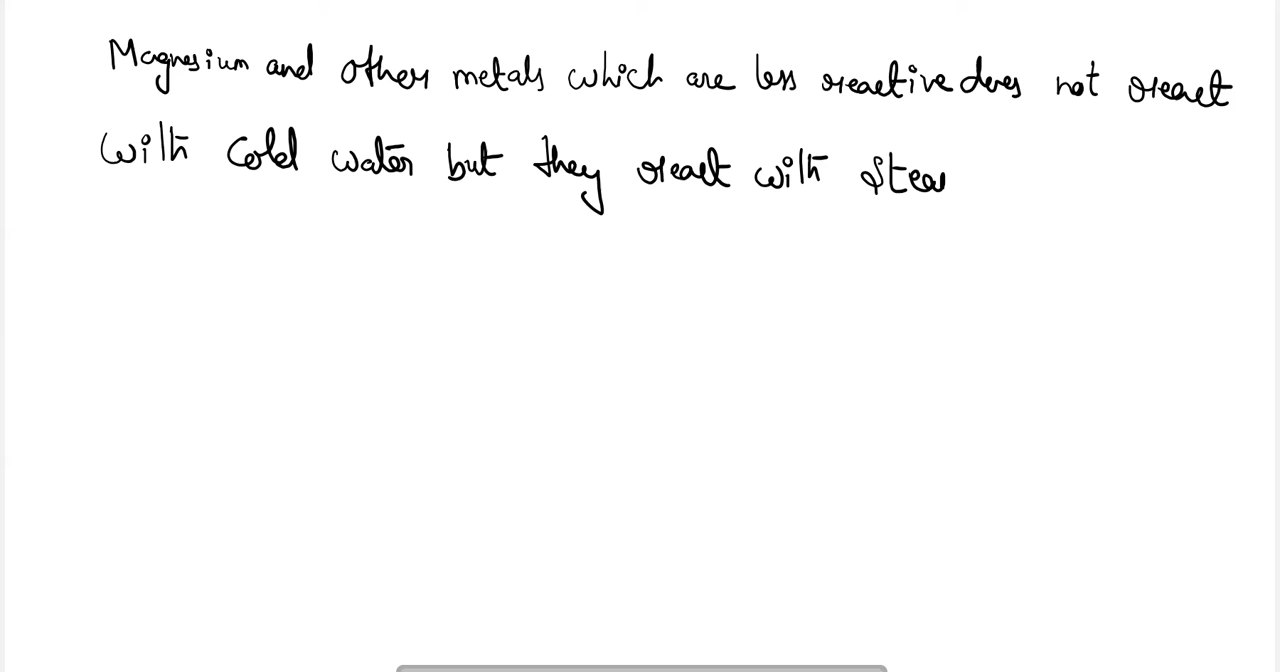 Magnesium and other metals which are less reactive does not react
with cold water but they react with stea